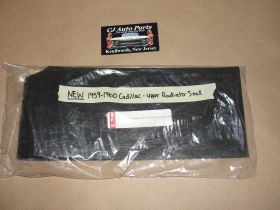 CJ Auto Parts
Kenilworth, New Jersey
NEW 1959-1960 Cadillac - Upper Radiator Seal